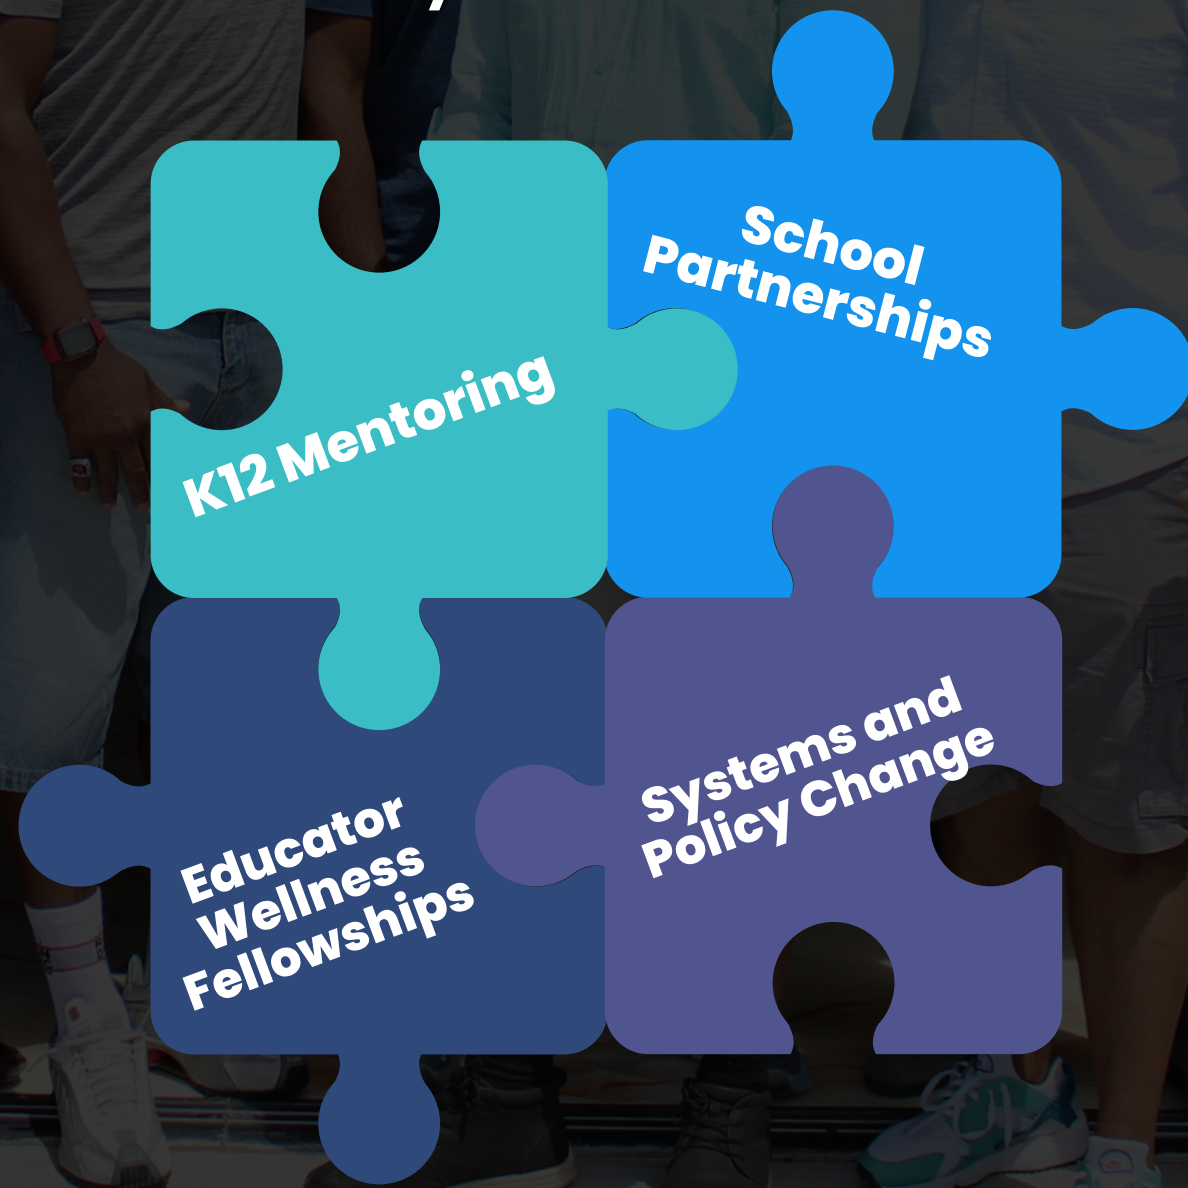 K12 Mentoring
School
Partnerships
Educator
Wellness
Fellowships
Systems and
Policy Change